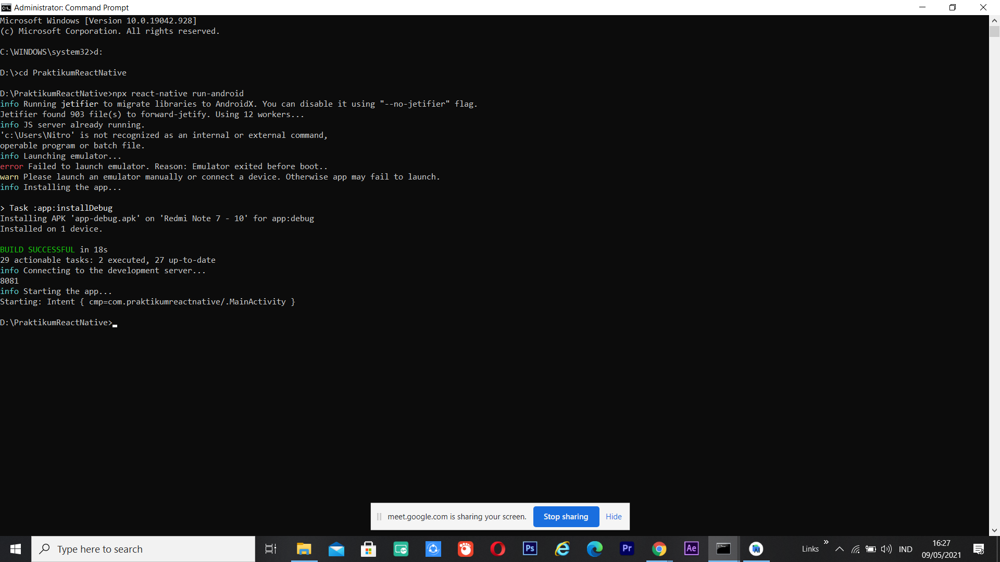 Administrator: Command Prompt
Microsoft Windows [Version 10.0.19042.928]
(c) Microsoft Corporation. All rights reserved.
C:\WINDOWS\system32>d:
D:\>cd PraktikumReactNative
D:\PraktikumReactNative>npx react-native run-android
info Running jetifier to migrate libraries to AndroidX. You can disable it using "--no-jetifier" flag.
Jetifier found 903 file(s) to forward-jetify. Using 12 workers...
info JS server already running.
'c:\Users\Nitro' is not recognized as an internal or external command,
operable program or batch file.
info Launching emulator...
error Failed to launch emulator. Reason: Emulator exited before boot..
warn Please launch an emulator manually or connect a device. Otherwise app may fail to launch.
info Installing the app...
> Task :app:installDebug
Installing APK 'app-debug.apk' on 'Redmi Note 7 - 10' for app:debug
Installed on 1 device.
BUILD SUCCESSFUL in 18s
29 actionable tasks: 2 executed, 27 up-to-date
info Connecting to the development server...
8081
info Starting the app...
Starting: Intent { cmp=com.praktikumreactnative/.MainActivity }
D:\PraktikumReactNative>
meet.google.com is sharing your screen. Stop sharing Hide
Type here to search
Ps
Pr
Ae
Links
IND
16:27
09/05/2021